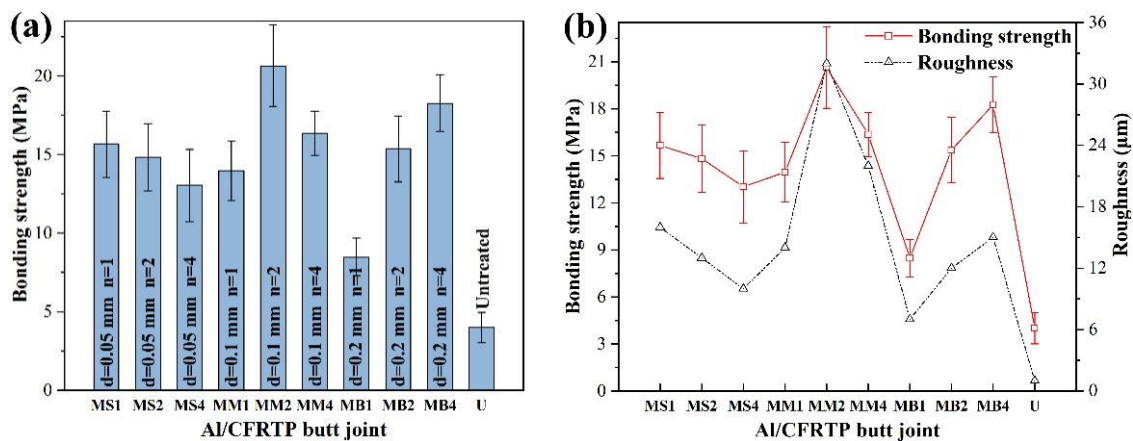 (a)
Bonding strength (MPa)
20
15
10
5
0
d=0.05 mm n=1
d=0.05 mm n=2
d=0.05 mm n=4
d=0.1 mm n=1
d=0.1 mm n=2
d=0.1 mm n=4
d=0.2 mm n=1
d=0.2 mm n=2
d=0.2 mm n=4
Untreated
MS1 MS2 MS4 MM1 MM2 MM4 MB1 MB2 MB4 U
Al/CFRTP butt joint
(b)
Bonding strength
Roughness
Bonding strength (MPa)
21
18
15
12
9
6
3
0
36
30
24
18
12
6
0
Roughness (μm)
MS1 MS2 MS4 MM1 MM2 MM4 MB1 MB2 MB4 U
Al/CFRTP butt joint